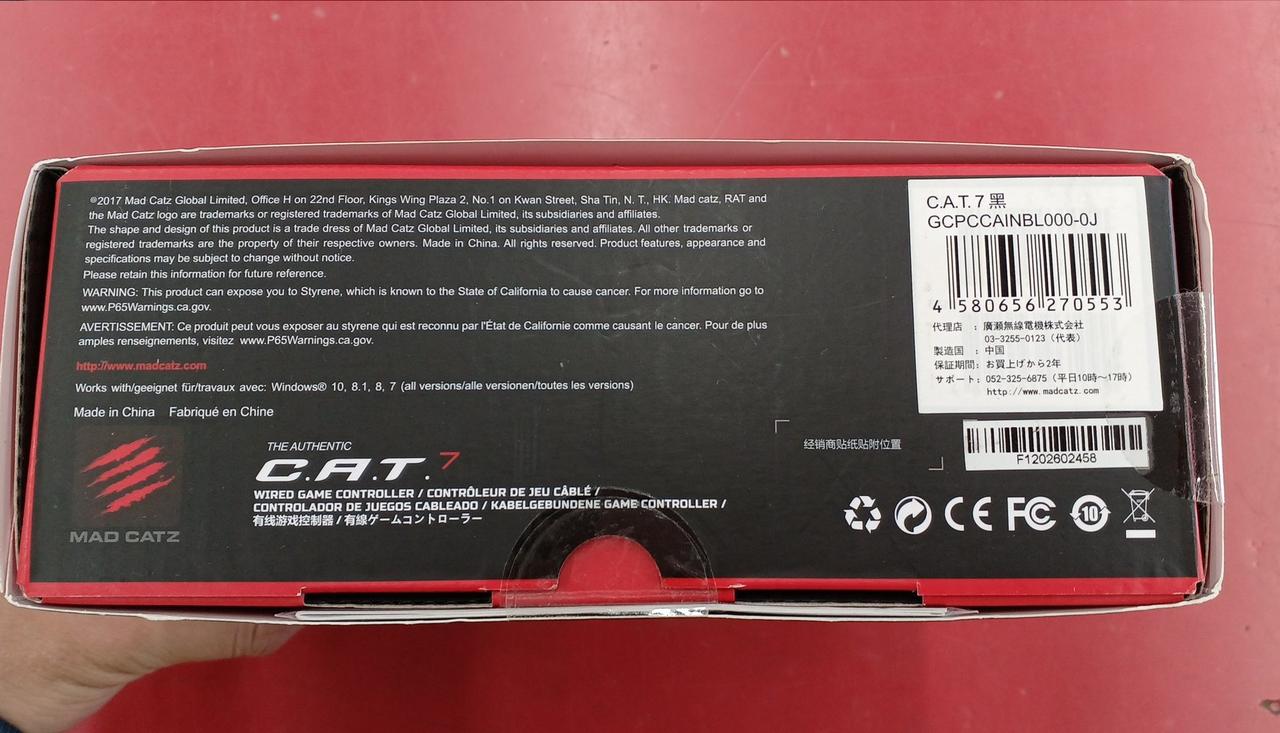 ©2017 Mad Catz Global Limited, Office H on 22nd Floor, Kings Wing Plaza 2, No.1 on Kwan Street, Sha Tin, N. T., HK. Mad catz, RAT and
the Mad Catz logo are trademarks or registered trademarks of Mad Catz Global Limited, its subsidiaries and affiliates.
The shape and design of this product is a trade dress of Mad Catz Global Limited, its subsidiaries and affiliates. All other trademarks or
registered trademarks are the property of their respective owners. Made in China. All rights reserved. Product features, appearance and
specifications may be subject to change without notice.
Please retain this information for future reference.
WARNING: This product can expose you to Styrene, which is known to the State of California to cause cancer. For more information go to
www.P65Warnings.ca.gov.
AVERTISSEMENT: Ce produit peut vous exposer au styrene qui est reconnu par l'État de Californie comme causant le cancer. Pour de plus
amples renseignements, visitez www.P65Warnings.ca.gov.
http://www.madcatz.com
Works with/geeignet für/travaux avec: Windows® 10, 8.1, 8, 7 (all versions/alle versionen/toutes les versions)
Made in China Fabriqué en Chine
MAD CATZ
THE AUTHENTIC
C.A.T. 7
WIRED GAME CONTROLLER / CONTRÔLEUR DE JEU CÂBLÉ /
CONTROLADOR DE JUEGOS CABLEADO / KABELGEBUNDENE GAME CONTROLLER /
有线游戏控制器 / 有線ゲームコントローラー
C.A.T. 7 黑
GCPCCAINBL000-0J
4 580656 270553
代理店 : 廣瀬無線電機株式会社
03-3255-0123 (代表)
製造国 : 中国
保証期間: お買上げから2年
サポート: 052-325-6875 (平日10時～17時)
http://www.madcatz.com
经销商贴纸贴附位置
F1202602458
CE FC 10